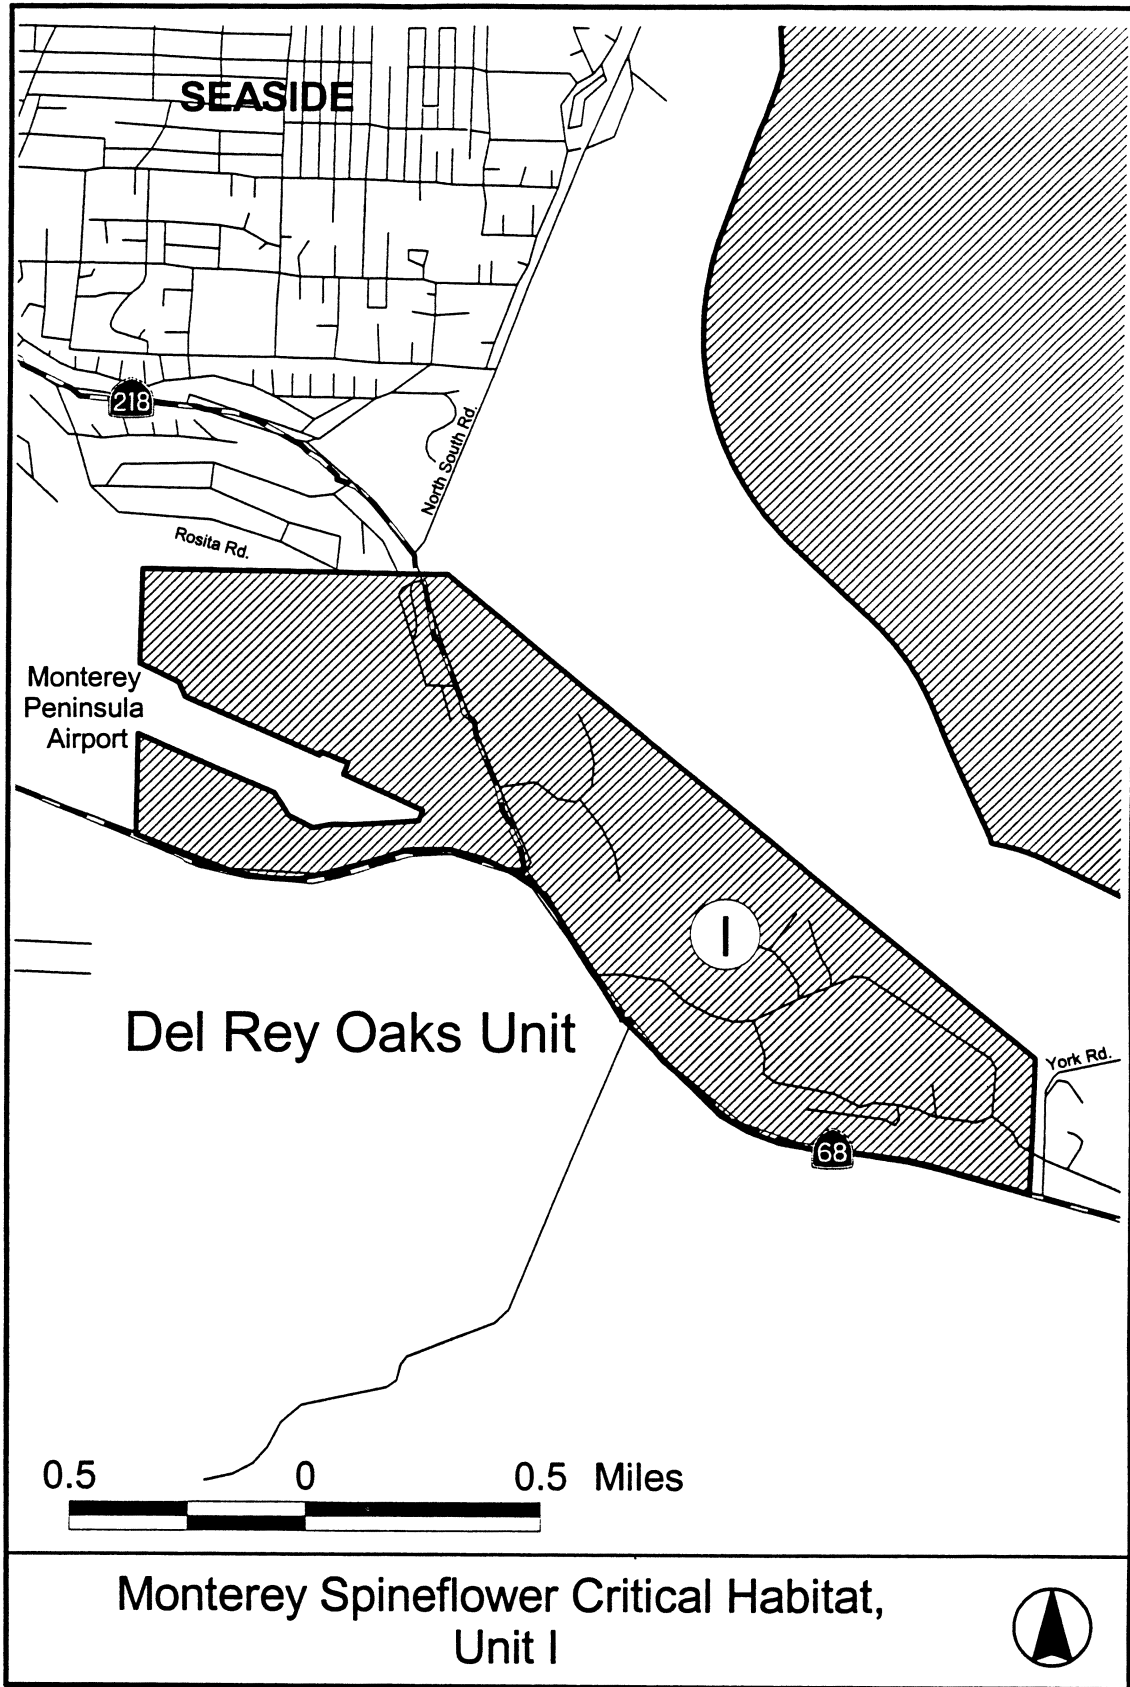 SEASIDE
218
North South Rd.
Rosita Rd.
Monterey
Peninsula
Airport
I
Del Rey Oaks Unit
York Rd.
68
0.5 0 0.5 Miles
Monterey Spineflower Critical Habitat,
Unit I